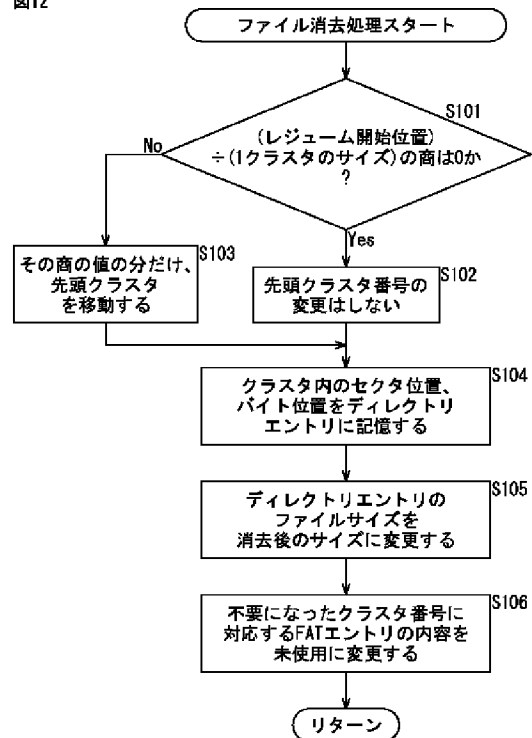 図12
ファイル消去処理スタート
S101
(レジューム開始位置)
÷(1クラスタのサイズ)の商は0か
?
No
Yes
S103
その商の値の分だけ、
先頭クラスタ
を移動する
S102
先頭クラスタ番号の
変更はしない
S104
クラスタ内のセクタ位置、
バイト位置をディレクトリ
エントリに記憶する
S105
ディレクトリエントリの
ファイルサイズを
消去後のサイズに変更する
S106
不要になったクラスタ番号に
対応するFATエントリの内容を
未使用に変更する
リターン